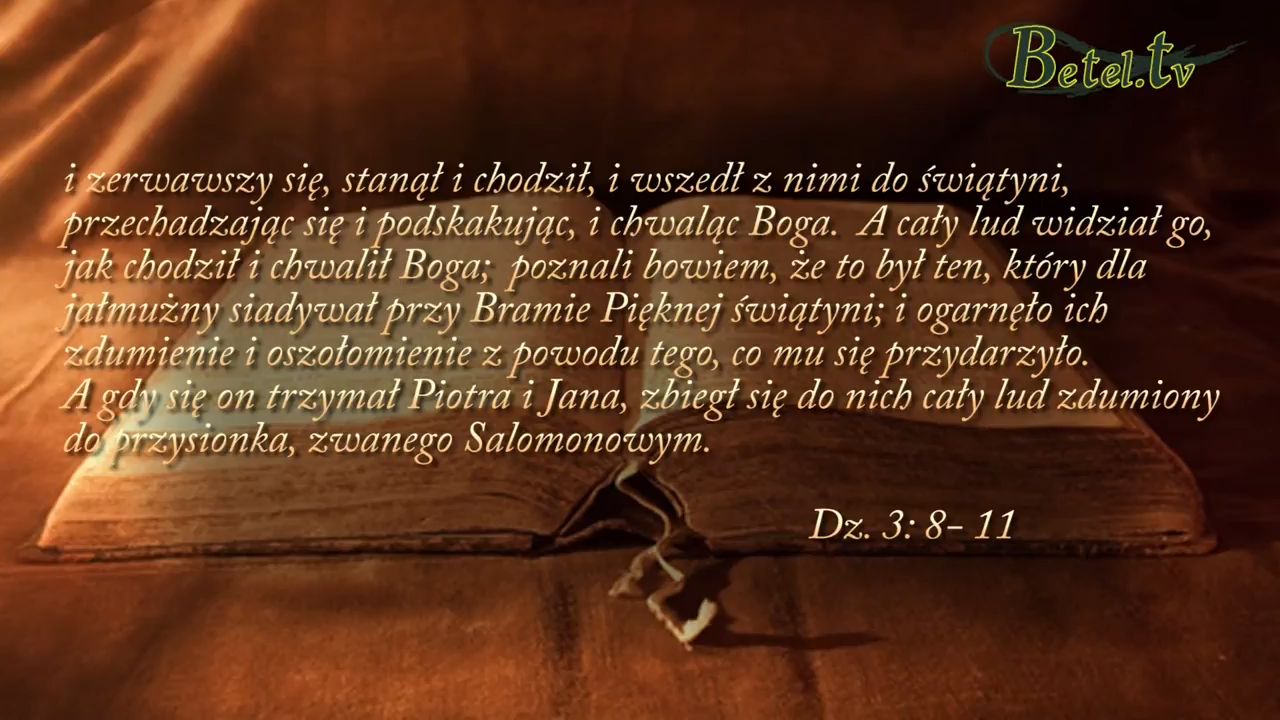 Betel.tv
i zerwawszy się, stanął i chodził, i wszedł z nimi do świątyni,
przechadzając się i podskakując, i chwaląc Boga. A cały lud widział go,
jak chodził i chwalił Boga; poznali bowiem, że to był ten, który dla
jałmużny siadywał przy Bramie Pięknej świątyni; i ogarnęło ich
zdumienie i oszołomienie z powodu tego, co mu się przydarzyło.
A gdy się on trzymał Piotra i Jana, zbiegł się do nich cały lud zdumiony
do przysionka, zwanego Salomonowym.
Dz. 3: 8– 11